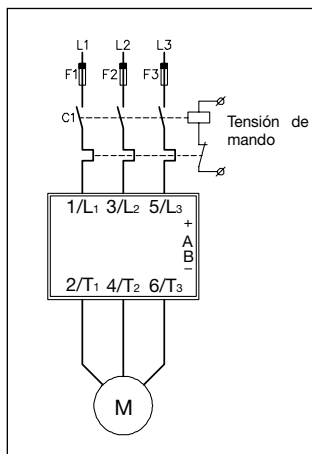 L1 L2 L3
F1 F2 F3
C1
Tensión de
mando
1/L1 3/L2 5/L3
+
A
B
−
2/T1 4/T2 6/T3
M